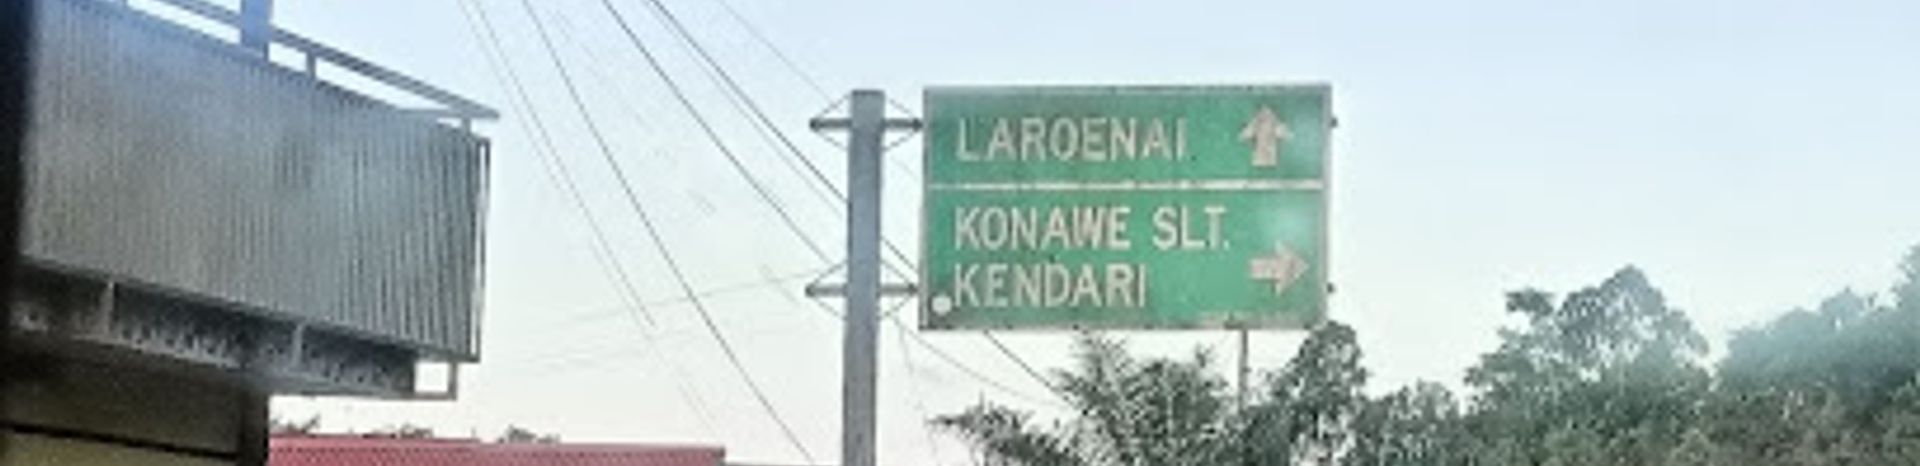 LAROENAI
KONAWE SLT.
KENDARI